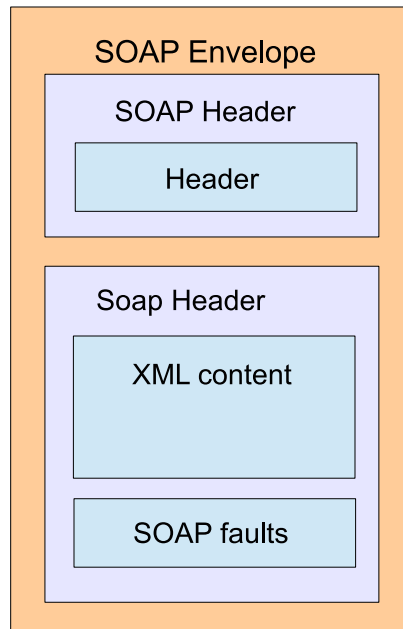 SOAP Envelope
SOAP Header
Header
Soap Header
XML content
SOAP faults